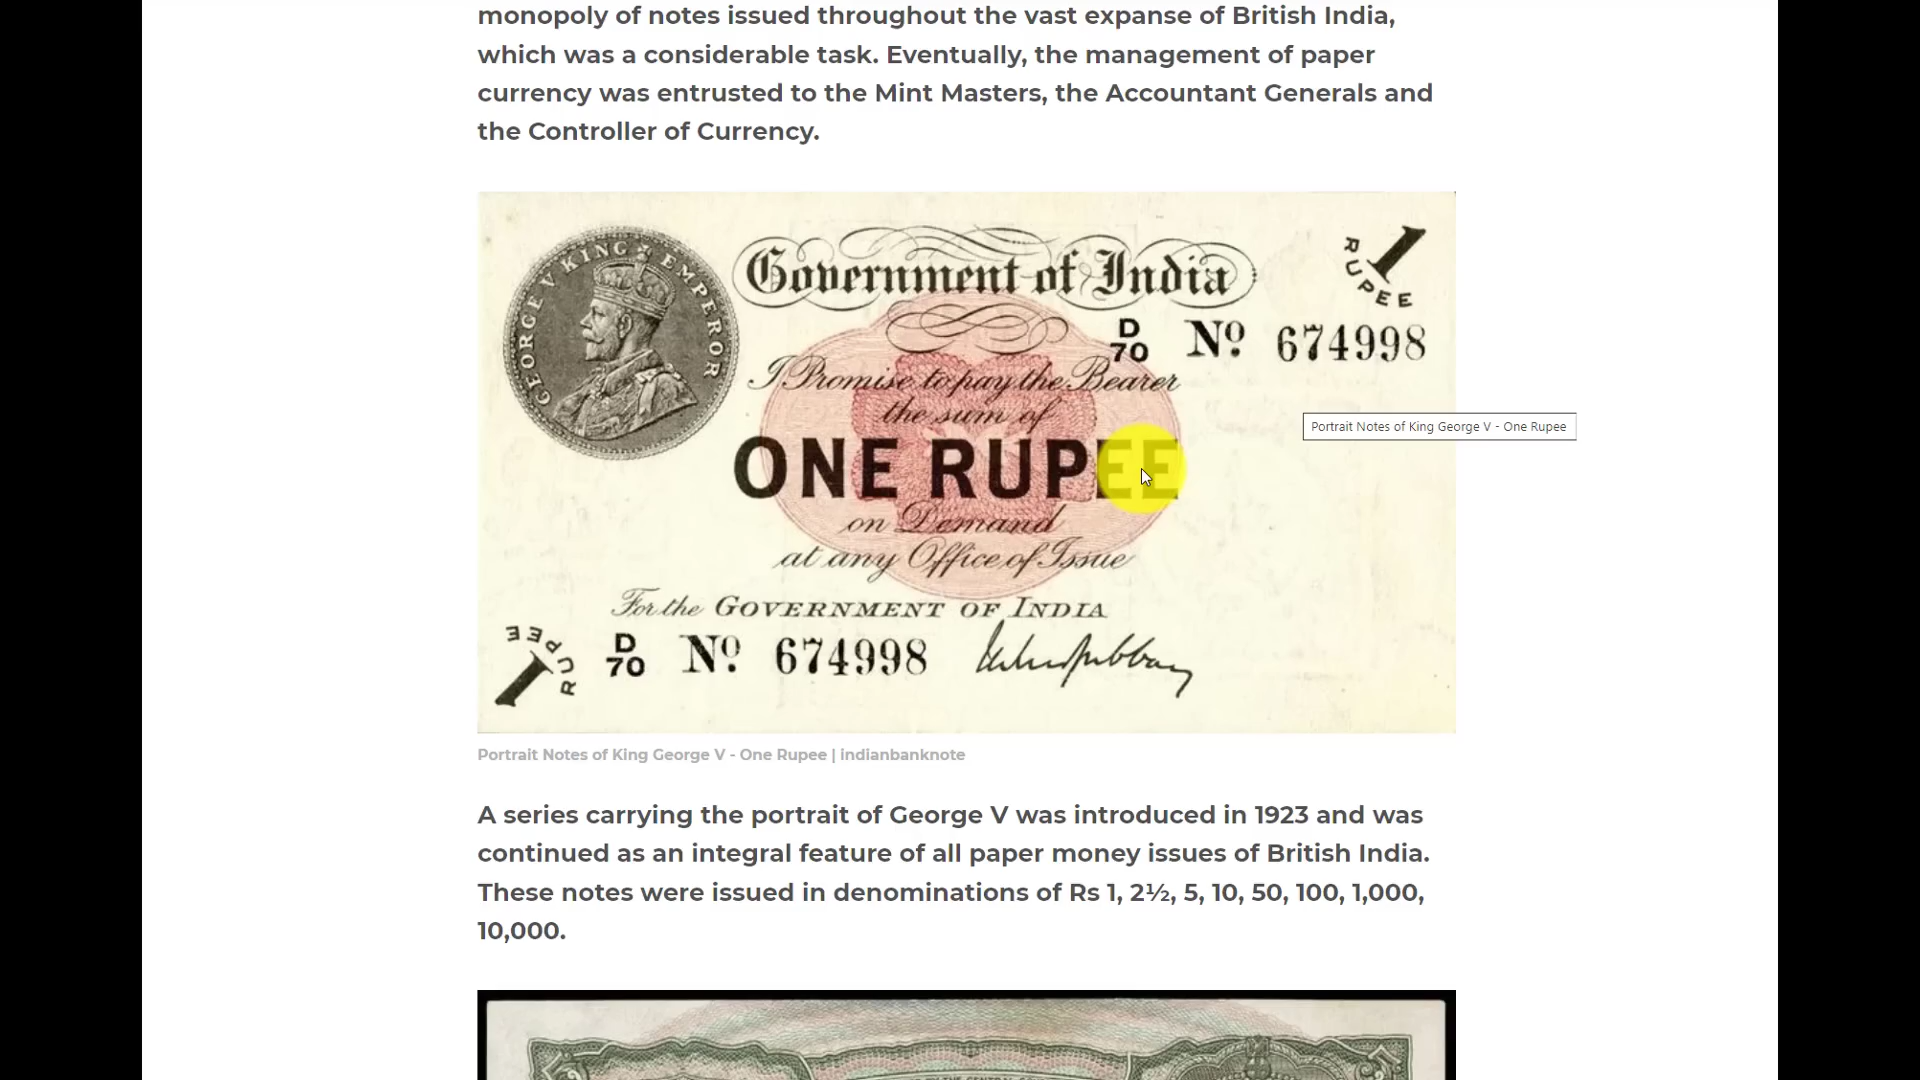 monopoly of notes issued throughout the vast expanse of British India,
which was a considerable task. Eventually, the management of paper
currency was entrusted to the Mint Masters, the Accountant Generals and
the Controller of Currency.
GEORGE V KING EMPEROR
Government of India
1
RUPEE
D
70 Nº 674998
I Promise to pay the Bearer
the sum of
Portrait Notes of King George V - One Rupee
ONE RUPEE
on Demand
at any Office of Issue
For the GOVERNMENT OF INDIA
1
RUPEE
D
70 Nº 674998
Portrait Notes of King George V - One Rupee | indianbanknote
A series carrying the portrait of George V was introduced in 1923 and was
continued as an integral feature of all paper money issues of British India.
These notes were issued in denominations of Rs 1, 2½, 5, 10, 50, 100, 1,000,
10,000.